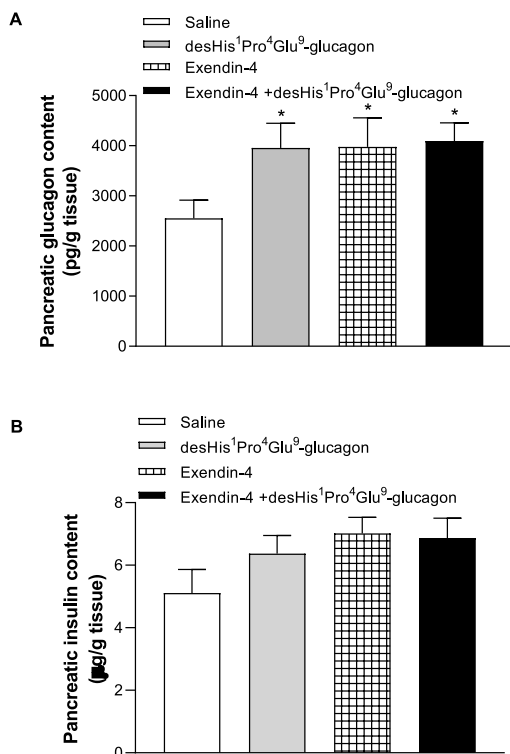 A
Saline
desHis¹Pro⁴Glu⁹-glucagon
Exendin-4
Exendin-4 +desHis¹Pro⁴Glu⁹-glucagon
Pancreatic glucagon content
(pg/g tissue)
5000
4000
3000
2000
1000
0
* * *
B
Saline
desHis¹Pro⁴Glu⁹-glucagon
Exendin-4
Exendin-4 +desHis¹Pro⁴Glu⁹-glucagon
Pancreatic insulin content
g/g tissue)
8
6
4
2
0